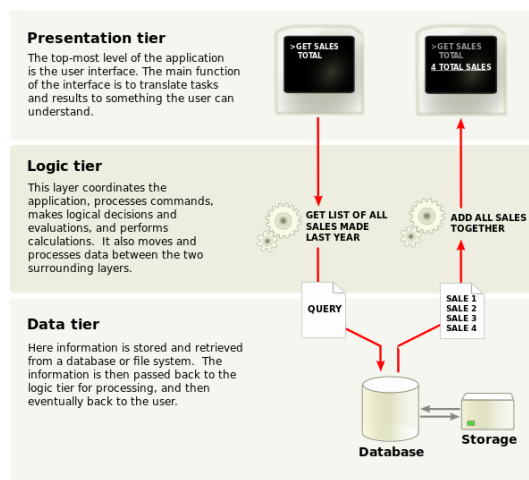 Presentation tier
The top-most level of the application
is the user interface. The main function
of the interface is to translate tasks
and results to something the user can
understand.
>GET SALES
TOTAL
>GET SALES
TOTAL
4 TOTAL SALES
Logic tier
This layer coordinates the
application, processes commands,
makes logical decisions and
evaluations, and performs
calculations. It also moves and
processes data between the two
surrounding layers.
GET LIST OF ALL
SALES MADE
LAST YEAR
ADD ALL SALES
TOGETHER
Data tier
Here information is stored and retrieved
from a database or file system. The
information is then passed back to the
logic tier for processing, and then
eventually back to the user.
QUERY
SALE 1
SALE 2
SALE 3
SALE 4
Database
Storage